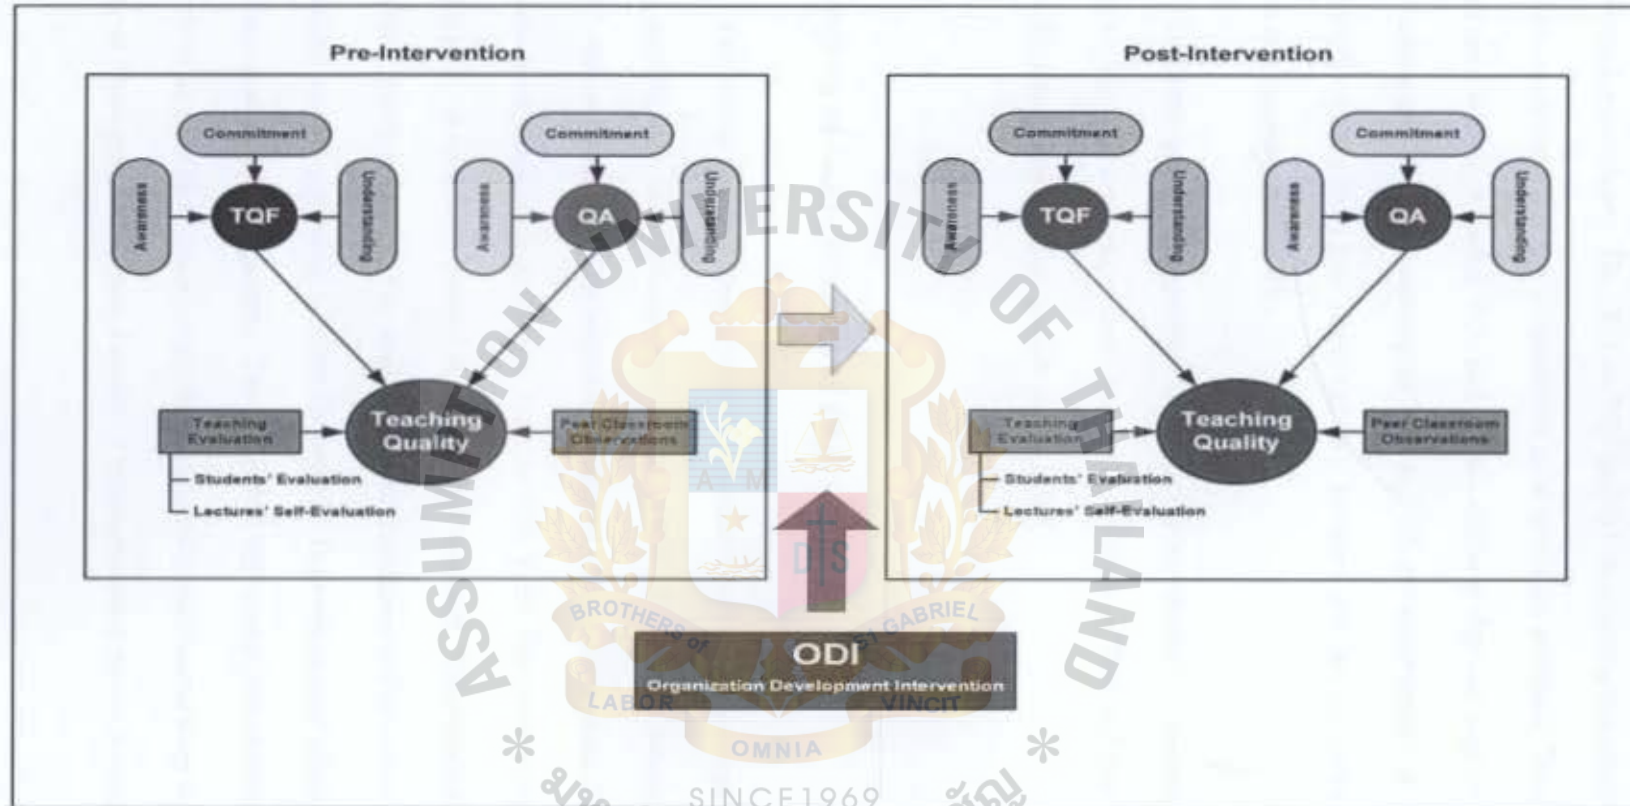 Pre-Intervention
Commitment
Commitment
Awareness
TQF
Understanding
Awareness
QA
Understanding
Teaching
Evaluation
Teaching
Quality
Peer Classroom
Observations
Students' Evaluation
Lectures' Self-Evaluation
Post-Intervention
Commitment
Commitment
Awareness
TQF
Understanding
Awareness
QA
Understanding
Teaching
Evaluation
Teaching
Quality
Peer Classroom
Observations
Students' Evaluation
Lectures' Self-Evaluation
ODI
Organization Development Intervention
ASSUMPTION UNIVERSITY OF THAILAND
A M
D S
BROTHERS of ST GABRIEL
LABOR
VINCIT
OMNIA
SINCE1969